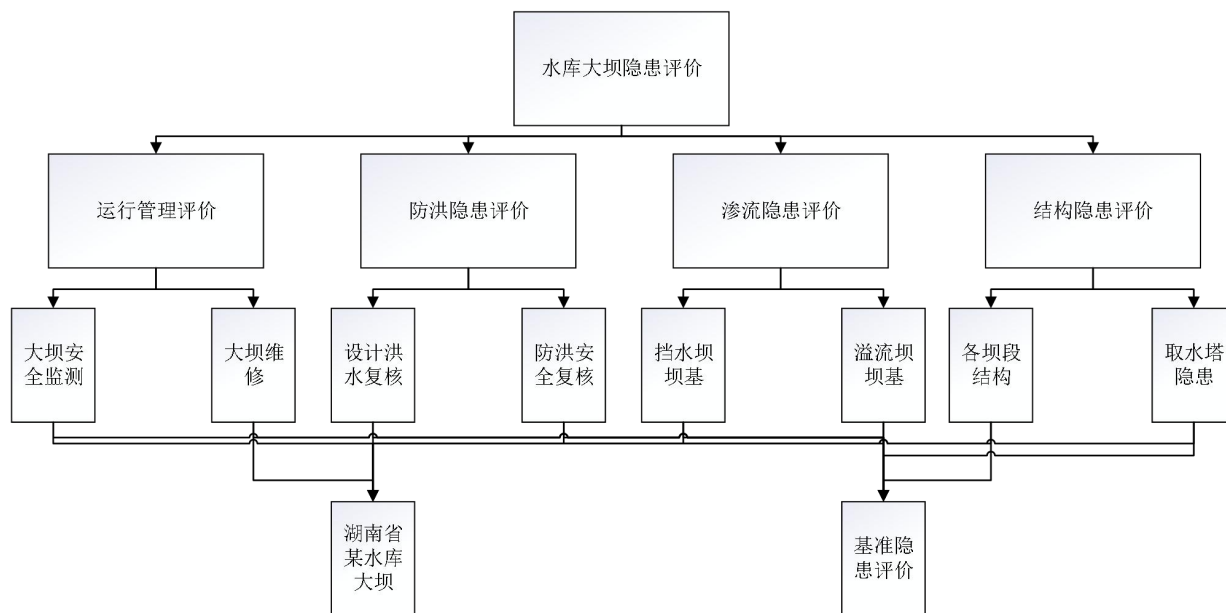 水库大坝隐患评价
运行管理评价
防洪隐患评价
渗流隐患评价
结构隐患评价
大坝安
全监测
大坝维
修
设计洪
水复核
防洪安
全复核
挡水坝
坝基
溢流坝
坝基
各坝段
结构
取水塔
隐患
湖南省
某水库
大坝
基准隐
患评价